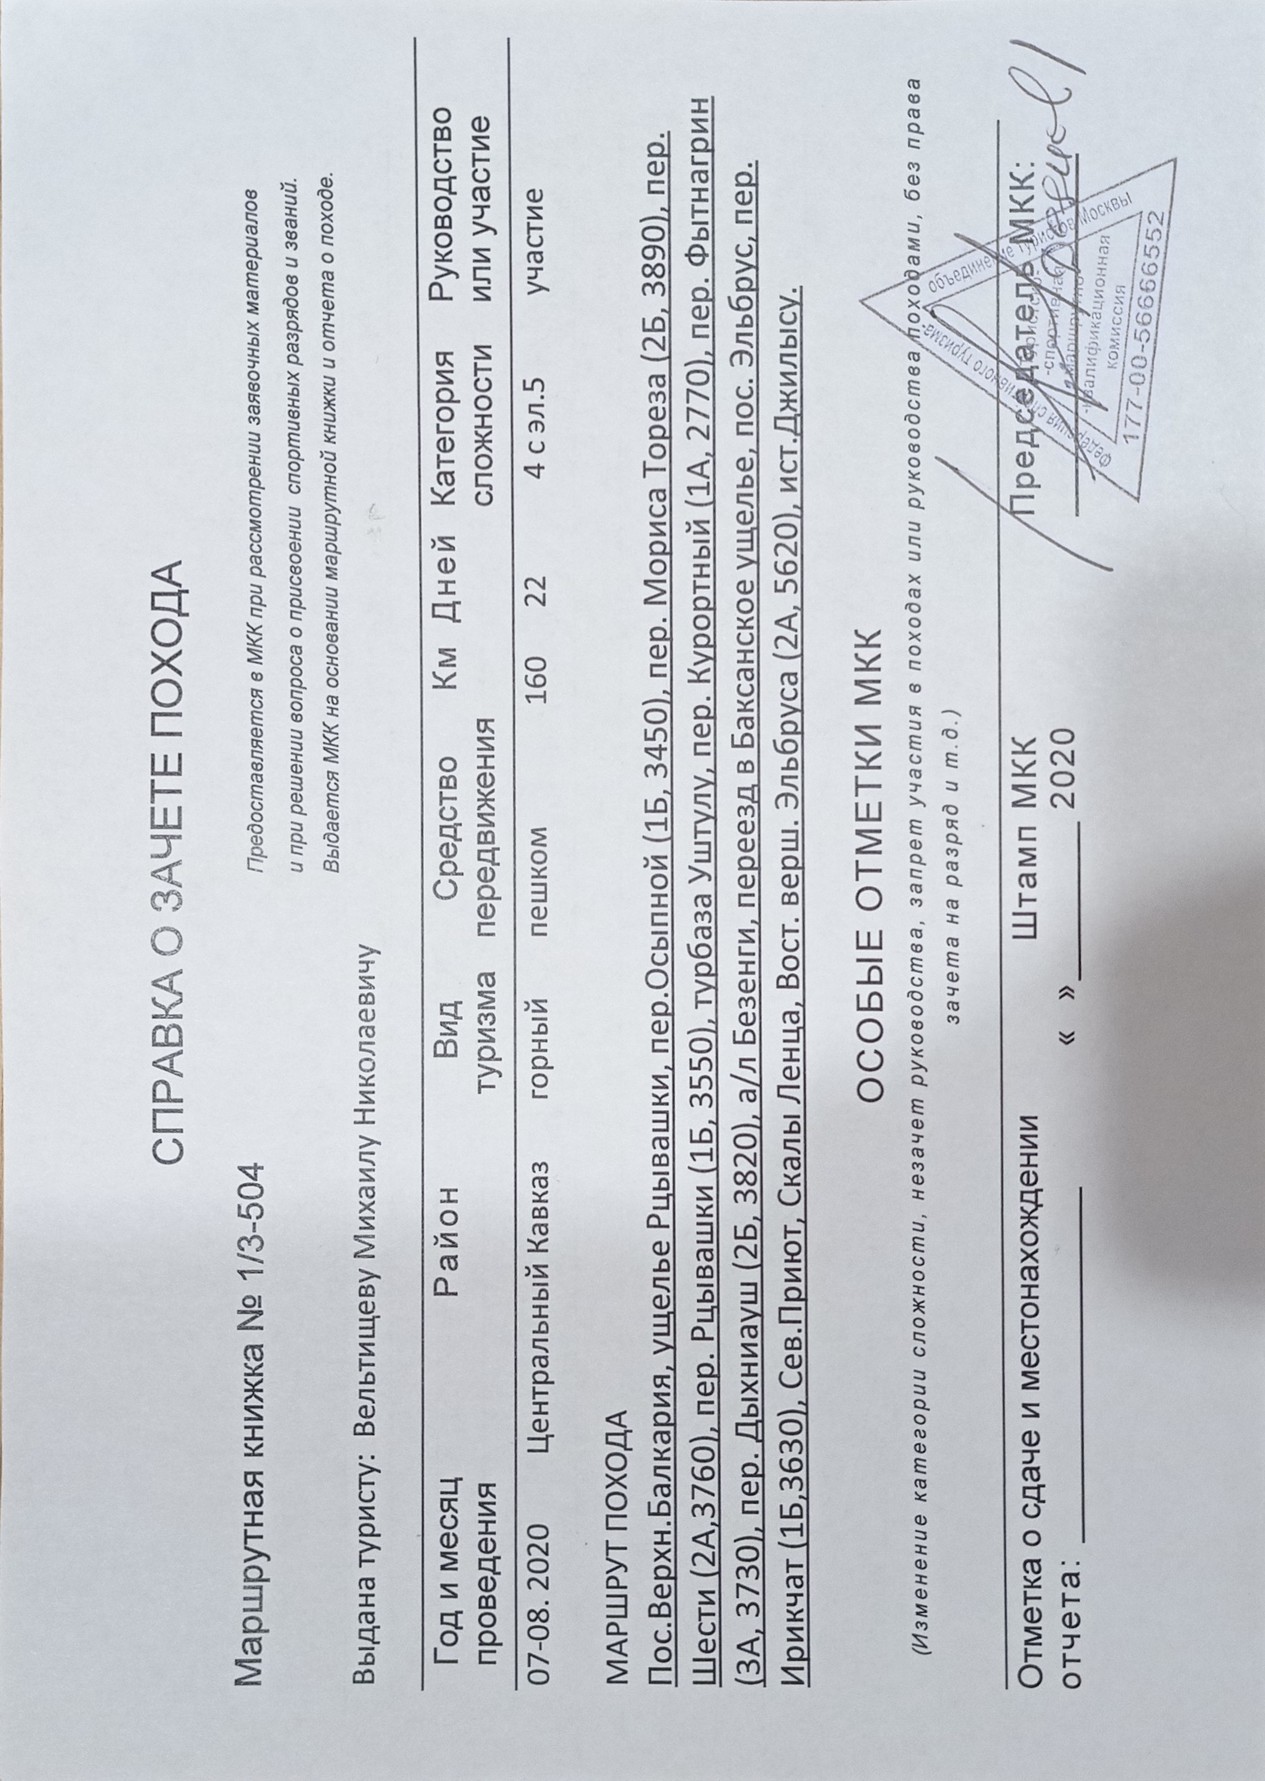 СПРАВКА О ЗАЧЕТЕ ПОХОДА
Маршрутная книжка № 1/3-504
Предоставляется в МКК при рассмотрении заявочных материалов
и при решении вопроса о присвоении спортивных разрядов и званий.
Выдается МКК на основании маршрутной книжки и отчета о походе.
Выдана туристу: Вельтищеву Михаилу Николаевичу
Год и месяц проведения Район Вид туризма Средство передвижения Км Дней Категория сложности Руководство или участие
07-08. 2020 Центральный Кавказ горный пешком 160 22 4 с эл.5 участие
МАРШРУТ ПОХОДА
Пос.Верхн.Балкария, ущелье Рцывашки, пер.Осыпной (1Б, 3450), пер. Мориса Тореза (2Б, 3890), пер.
Шести (2А,3760), пер. Рцывашки (1Б, 3550), турбаза Уштулу, пер. Курортный (1А, 2770), пер. Фытнагрин
(3А, 3730), пер. Дыхниауш (2Б, 3820), а/л Безенги, переезд в Баксанское ущелье, пос. Эльбрус, пер.
Ирикчат (1Б,3630), Сев.Приют, Скалы Ленца, Вост. верш. Эльбруса (2А, 5620), ист.Джилысу.
ОСОБЫЕ ОТМЕТКИ МКК
(Изменение категории сложности, незачет руководства, запрет участия в походах или руководства походами, без права
зачета на разряд и т.д.)
Отметка о сдаче и местонахождении
отчета:
Штамп МКК
« » 2020
Председатель МКК:
Федерация спортивного туризма-
объединение туристов Москвы
Туристско-
-спортивная
маршрутно-
-квалификационная
комиссия
177-00-56666552